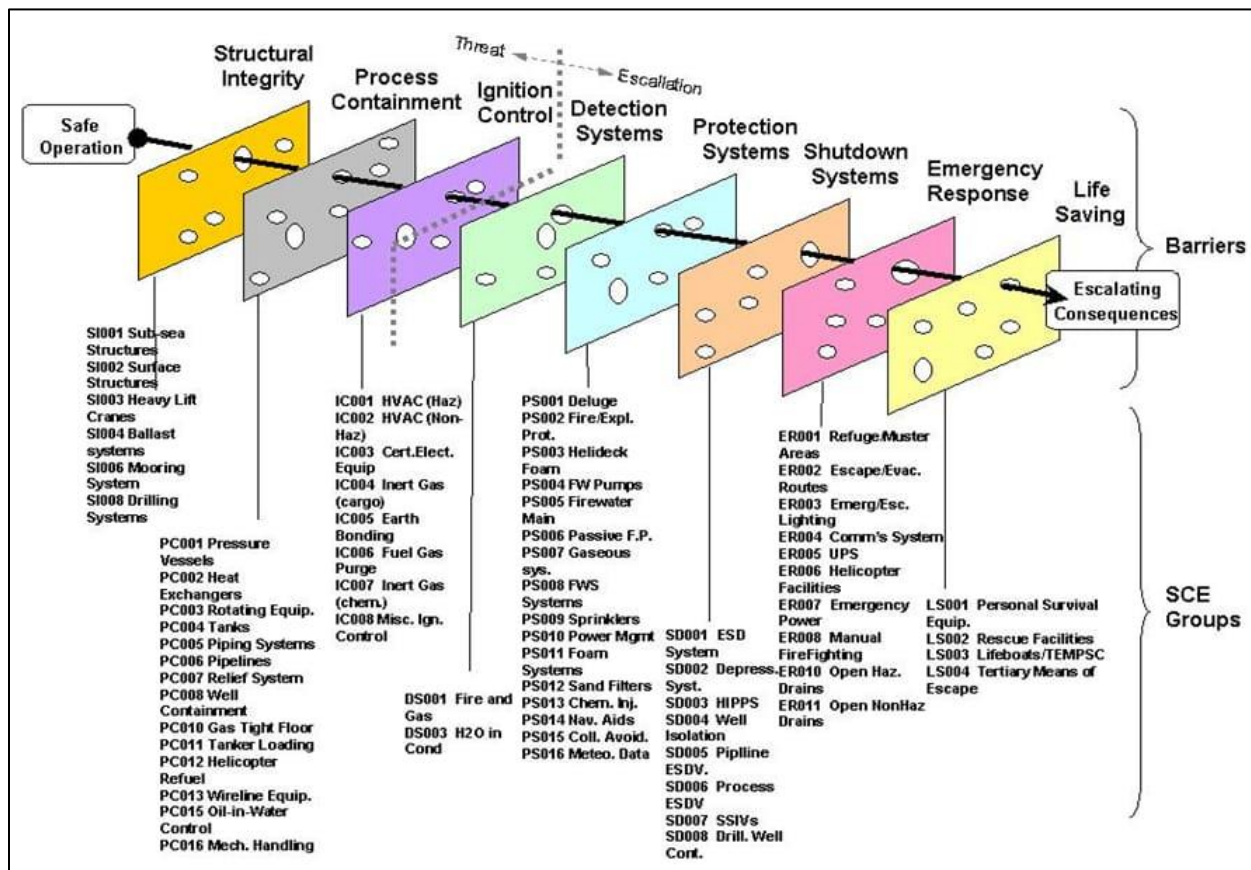 Threat
Escallation
Structural
Integrity
Process
Containment
Ignition
Control
Detection
Systems
Protection
Systems
Shutdown
Systems
Emergency
Response
Life
Saving
Safe
Operation
Escalating
Consequences
Barriers
SCE
Groups
SI001 Sub-sea
Structures
SI002 Surface
Structures
SI003 Heavy Lift
Cranes
SI004 Ballast
systems
SI006 Mooring
System
SI008 Drilling
Systems
PC001 Pressure
Vessels
PC002 Heat
Exchangers
PC003 Rotating Equip.
PC004 Tanks
PC005 Piping Systems
PC006 Pipelines
PC007 Relief System
PC008 Well
Containment
PC010 Gas Tight Floor
PC011 Tanker Loading
PC012 Helicopter
Refuel
PC013 Wireline Equip.
PC015 Oil-in-Water
Control
PC016 Mech. Handling
IC001 HVAC (Haz)
IC002 HVAC (Non-
Haz)
IC003 Cert.Elect.
Equip
IC004 Inert Gas
(cargo)
IC005 Earth
Bonding
IC006 Fuel Gas
Purge
IC007 Inert Gas
(chem.)
IC008 Misc. Ign.
Control
DS001 Fire and
Gas
DS003 H2O in
Cond
PS001 Deluge
PS002 Fire/Expl.
Prot.
PS003 Helideck
Foam
PS004 FW Pumps
PS005 Firewater
Main
PS006 Passive F.P.
PS007 Gaseous
sys.
PS008 FWS
Systems
PS009 Sprinklers
PS010 Power Mgmt
PS011 Foam
Systems
PS012 Sand Filters
PS013 Chem. Inj.
PS014 Nav. Aids
PS015 Coll. Avoid.
PS016 Meteo. Data
SD001 ESD
System
SD002 Depress.
Syst.
SD003 HIPPS
SD004 Well
Isolation
SD005 Piplline
ESDV.
SD006 Process
ESDV
SD007 SSIVs
SD008 Drill. Well
Cont.
ER001 Refuge/Muster
Areas
ER002 Escape/Evac.
Routes
ER003 Emerg/Esc.
Lighting
ER004 Comm's System
ER005 UPS
ER006 Helicopter
Facilities
ER007 Emergency
Power
ER008 Manual
FireFighting
ER010 Open Haz.
Drains
ER011 Open NonHaz
Drains
LS001 Personal Survival
Equip.
LS002 Rescue Facilities
LS003 Lifeboats/TEMPSC
LS004 Tertiary Means of
Escape